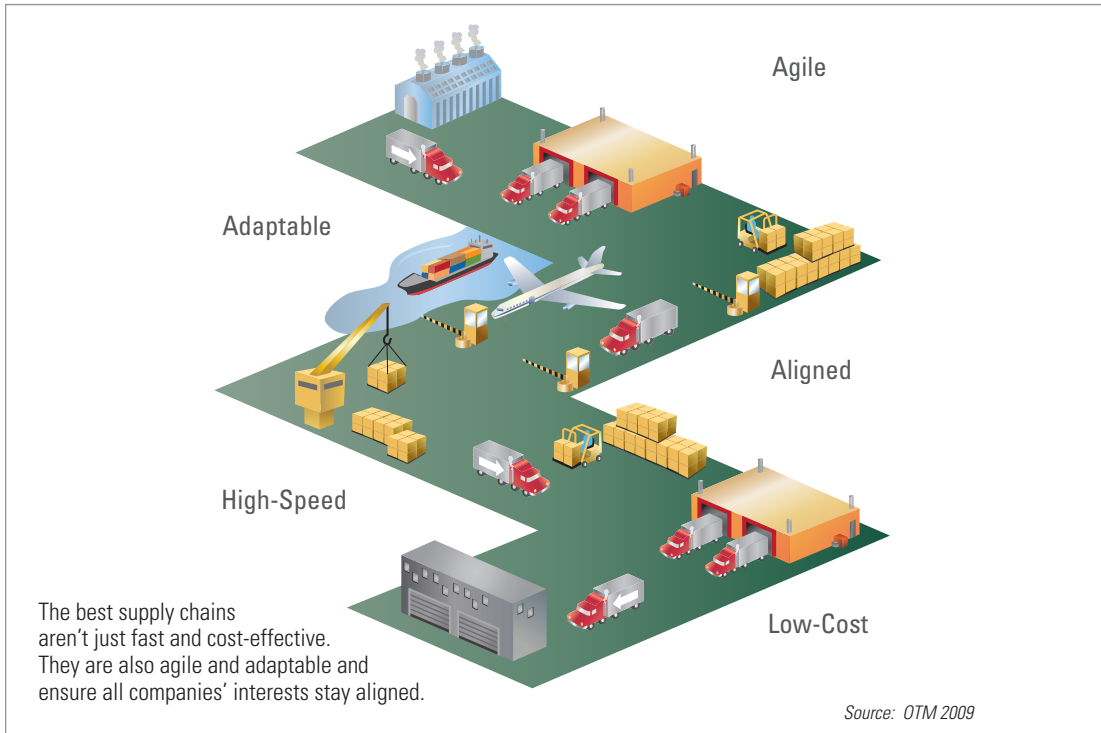 Agile
Adaptable
Aligned
High-Speed
Low-Cost
The best supply chains
aren't just fast and cost-effective.
They are also agile and adaptable and
ensure all companies' interests stay aligned.
Source: OTM 2009